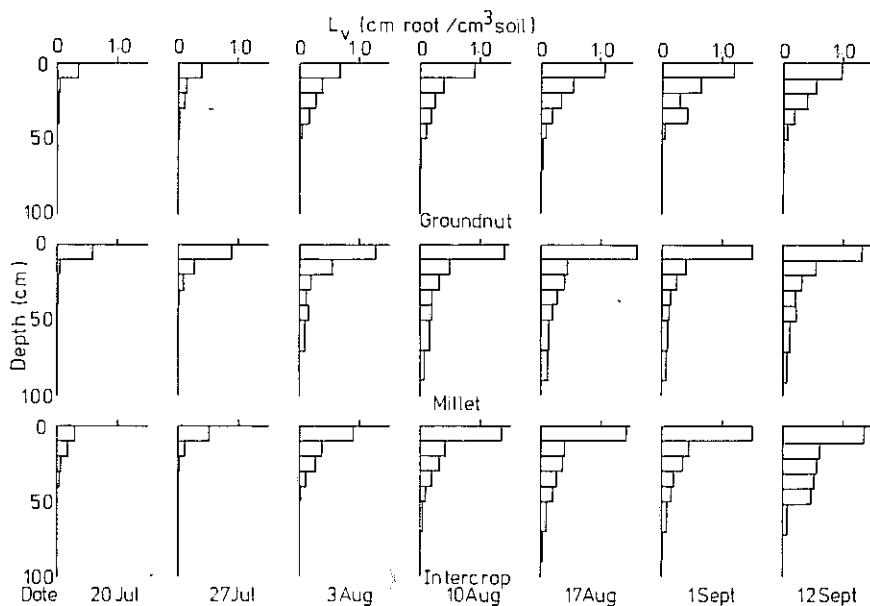 Lv (cm root /cm3 soil)
0 1.0 0 1.0 0 1.0 0 1.0 0 1.0 0 1.0 0 1.0
0
50
100
Groundnut
0
50
100
Depth (cm)
Millet
0
50
100
Intercrop
Date 20 Jul 27 Jul 3 Aug 10 Aug 17 Aug 1 Sept 12 Sept